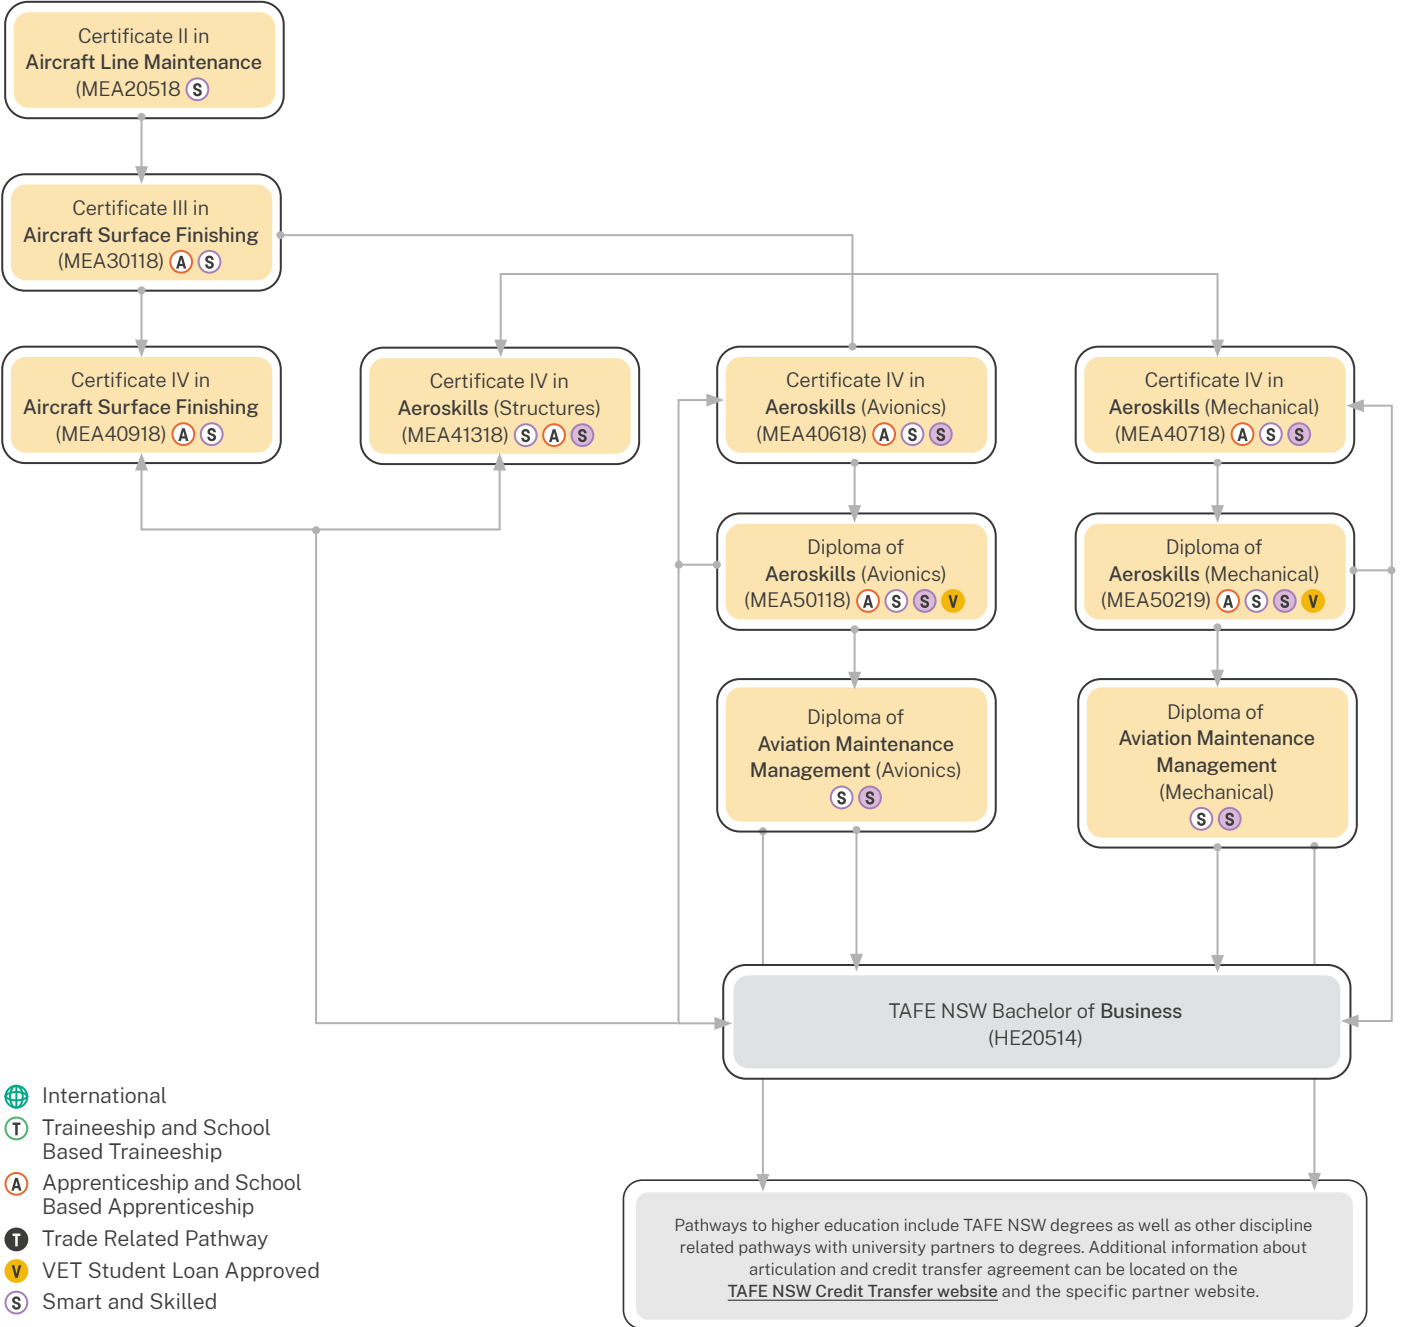 Certificate II in
Aircraft Line Maintenance
(MEA20518 S
Certificate III in
Aircraft Surface Finishing
(MEA30118) A S
Certificate IV in
Aircraft Surface Finishing
(MEA40918) A S
Certificate IV in
Aeroskills (Structures)
(MEA41318) S A S
Certificate IV in
Aeroskills (Avionics)
(MEA40618) A S S
Certificate IV in
Aeroskills (Mechanical)
(MEA40718) A S S
Diploma of
Aeroskills (Avionics)
(MEA50118) A S S V
Diploma of
Aeroskills (Mechanical)
(MEA50219) A S S V
Diploma of
Aviation Maintenance
Management (Avionics)
S S
Diploma of
Aviation Maintenance
Management
(Mechanical)
S S
TAFE NSW Bachelor of Business
(HE20514)
International
T Traineeship and School
Based Traineeship
A Apprenticeship and School
Based Apprenticeship
T Trade Related Pathway
V VET Student Loan Approved
S Smart and Skilled
Pathways to higher education include TAFE NSW degrees as well as other discipline
related pathways with university partners to degrees. Additional information about
articulation and credit transfer agreement can be located on the
TAFE NSW Credit Transfer website and the specific partner website.